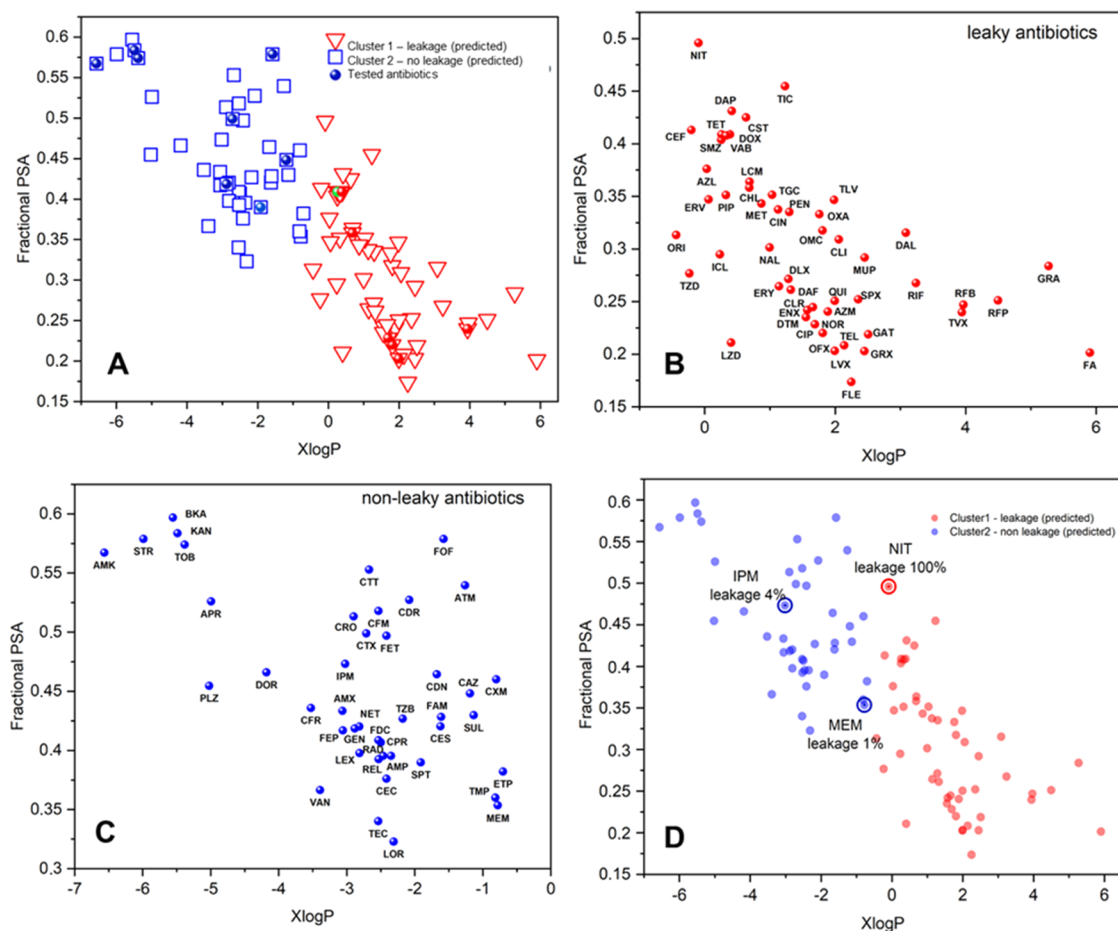 0.6
0.55
0.5
0.45
0.4
0.35
0.3
0.25
0.2
0.15
Fractional PSA
Cluster 1 – leakage (predicted)
Cluster 2 – no leakage (predicted)
Tested antibiotics
A
-6 -4 -2 0 2 4 6
XlogP
0.5
0.45
0.4
0.35
0.3
0.25
0.2
0.15
Fractional PSA
leaky antibiotics
NIT
TIC
DAP
CST
TET
DOX
CEF
SMZ VAB
LCM
AZL
TGC
TLV
CHL
PEN
ERV PIP MET
OXA
CIN
OMC
ORI
CLI
DAL
NAL
MUP
ICL
TZD
DLX
GRA
QUI SPX
RIF
RFB
ERY DAF
CLR
AZM
RFP
ENX
TVX
DTM NOR
GAT
CIP TEL
LZD
OFX
GRX
LVX
FA
FLE
B
0 2 4 6
XlogP
0.6
0.55
0.5
0.45
0.4
0.35
0.3
Fractional PSA
non-leaky antibiotics
BKA
KAN
STR
TOB
AMK
FOF
CTT
ATM
CDR
APR
CRO CFM
CTX FET
IPM
DOR
CDN CAZ
CXM
PLZ
AMX
TZB
CFR
NET
FAM
SUL
FEP GEN FDC
CES
RAD CPR
LEX
REL AMP SPT
ETP
CEC
TMP
VAN
MEM
TEC
LOR
C
-7 -6 -5 -4 -3 -2 -1 0
XlogP
0.6
0.5
0.4
0.3
0.2
0.15
Fractional PSA
Cluster1 - leakage (predicted)
Cluster2 - non leakage (predicted)
NIT
leakage 100%
IPM
leakage 4%
MEM
leakage 1%
D
-6 -4 -2 0 2 4 6
XlogP